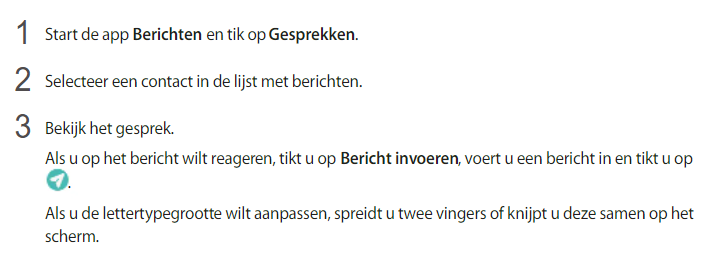 1 Start de app Berichten en tik op Gesprekken.
2 Selecteer een contact in de lijst met berichten.
3 Bekijk het gesprek.
Als u op het bericht wilt reageren, tikt u op Bericht invoeren, voert u een bericht in en tikt u op
.
Als u de lettertypegrootte wilt aanpassen, spreidt u twee vingers of knijpt u deze samen op het
scherm.